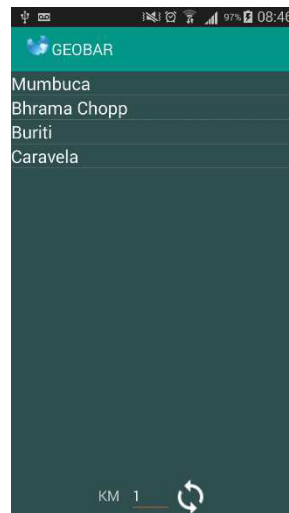 97% 08:46
GEOBAR
Mumbuca
Bhrama Chopp
Buriti
Caravela
KM 1